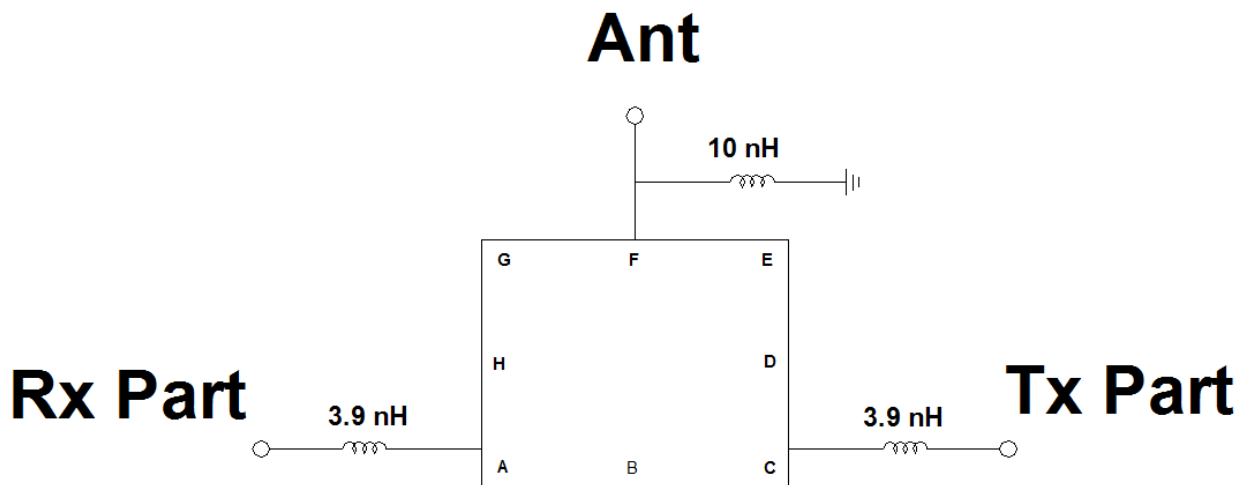 Ant
10 nH
G F E
H D
Rx Part
Tx Part
3.9 nH
3.9 nH
A B C